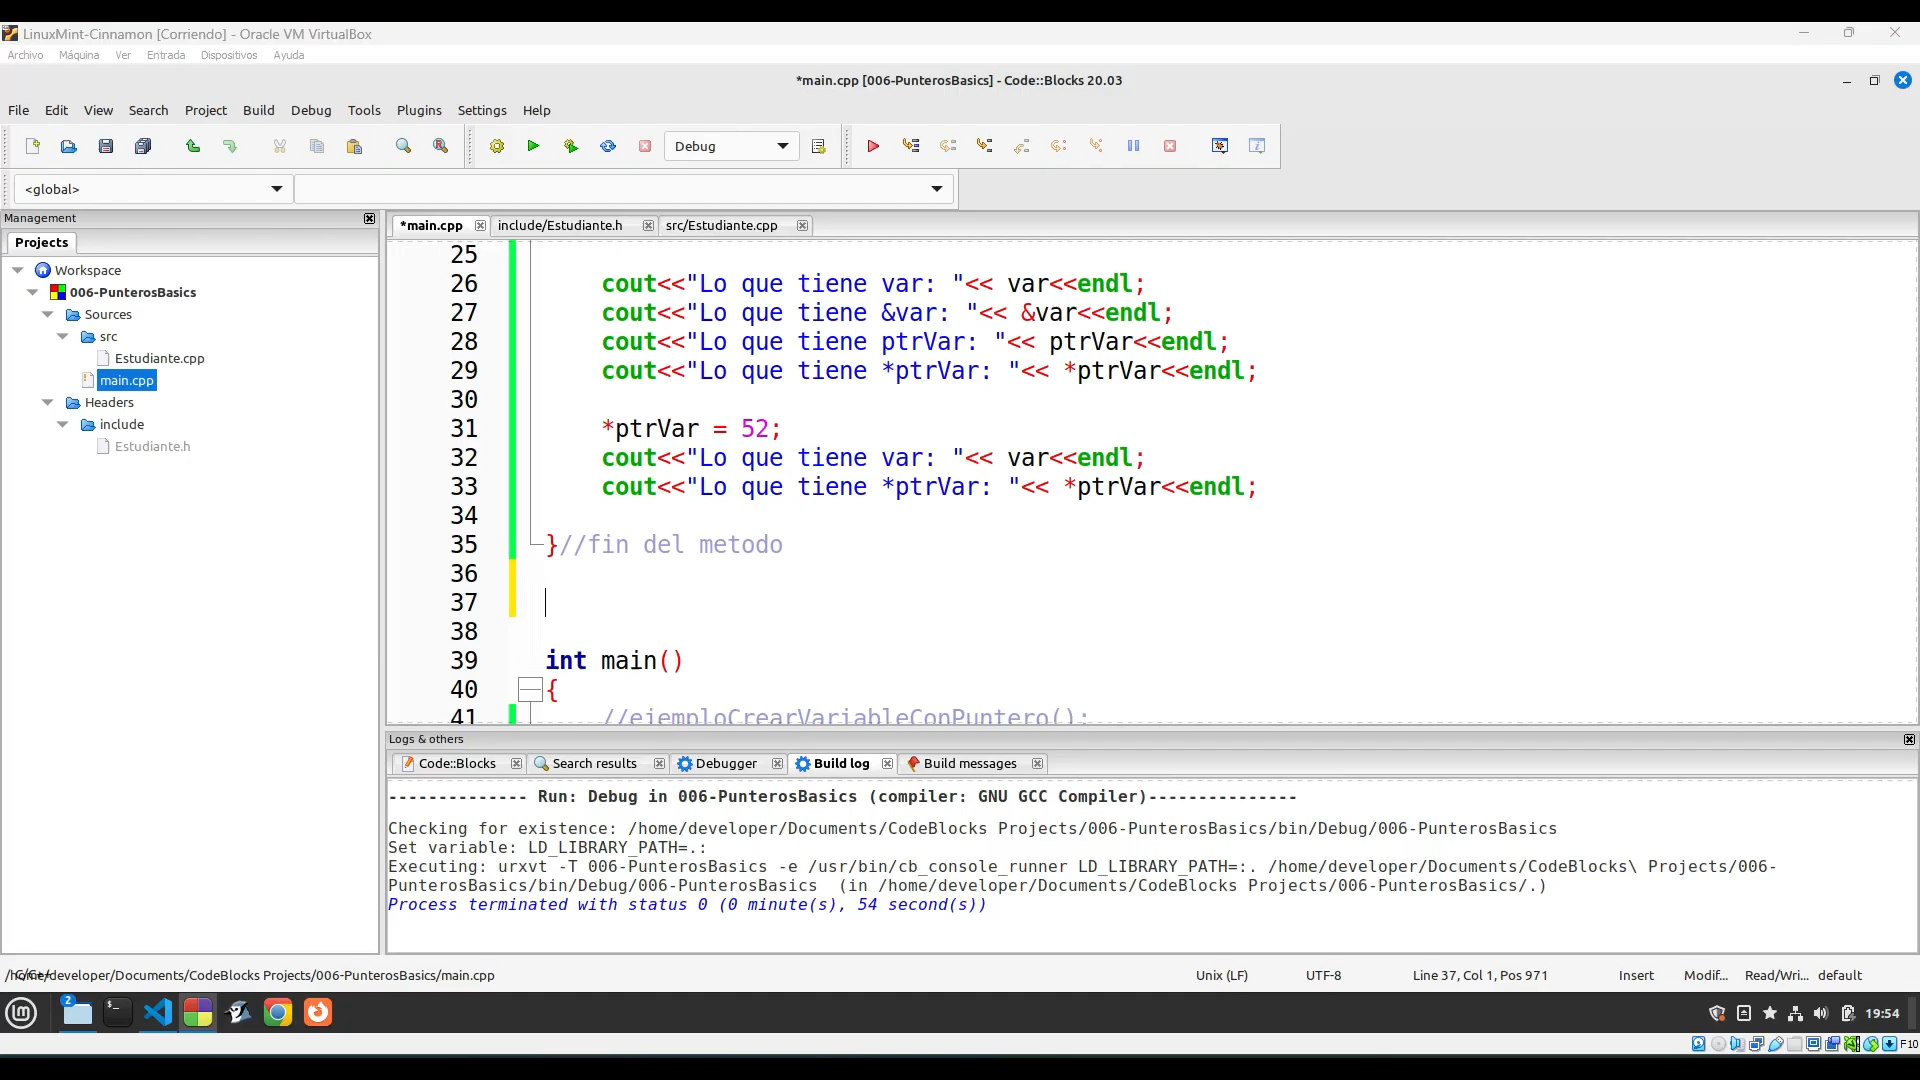 LinuxMint-Cinnamon [Corriendo] - Oracle VM VirtualBox
Archivo Máquina Ver Entrada Dispositivos Ayuda
*main.cpp [006-PunterosBasics] - Code::Blocks 20.03
File Edit View Search Project Build Debug Tools Plugins Settings Help
Debug
<global>
Management
Projects
Workspace
006-PunterosBasics
Sources
src
Estudiante.cpp
main.cpp
Headers
include
Estudiante.h
*main.cpp include/Estudiante.h src/Estudiante.cpp
25
26 cout<<"Lo que tiene var: "<< var<<endl;
27 cout<<"Lo que tiene &var: "<< &var<<endl;
28 cout<<"Lo que tiene ptrVar: "<< ptrVar<<endl;
29 cout<<"Lo que tiene *ptrVar: "<< *ptrVar<<endl;
30
31 *ptrVar = 52;
32 cout<<"Lo que tiene var: "<< var<<endl;
33 cout<<"Lo que tiene *ptrVar: "<< *ptrVar<<endl;
34
35 }//fin del metodo
36
37
38
39 int main()
40 {
41 //ejemploCrearVariableConPuntero();
Logs & others
Code::Blocks Search results Debugger Build log Build messages
-------------- Run: Debug in 006-PunterosBasics (compiler: GNU GCC Compiler)---------------
Checking for existence: /home/developer/Documents/CodeBlocks Projects/006-PunterosBasics/bin/Debug/006-PunterosBasics
Set variable: LD_LIBRARY_PATH=.:
Executing: urxvt -T 006-PunterosBasics -e /usr/bin/cb_console_runner LD_LIBRARY_PATH=:. /home/developer/Documents/CodeBlocks\ Projects/006-
PunterosBasics/bin/Debug/006-PunterosBasics (in /home/developer/Documents/CodeBlocks Projects/006-PunterosBasics/.)
Process terminated with status 0 (0 minute(s), 54 second(s))
/home/developer/Documents/CodeBlocks Projects/006-PunterosBasics/main.cpp C/C++ Unix (LF) UTF-8 Line 37, Col 1, Pos 971 Insert Modif... Read/Wri... default
2
19:54
F10